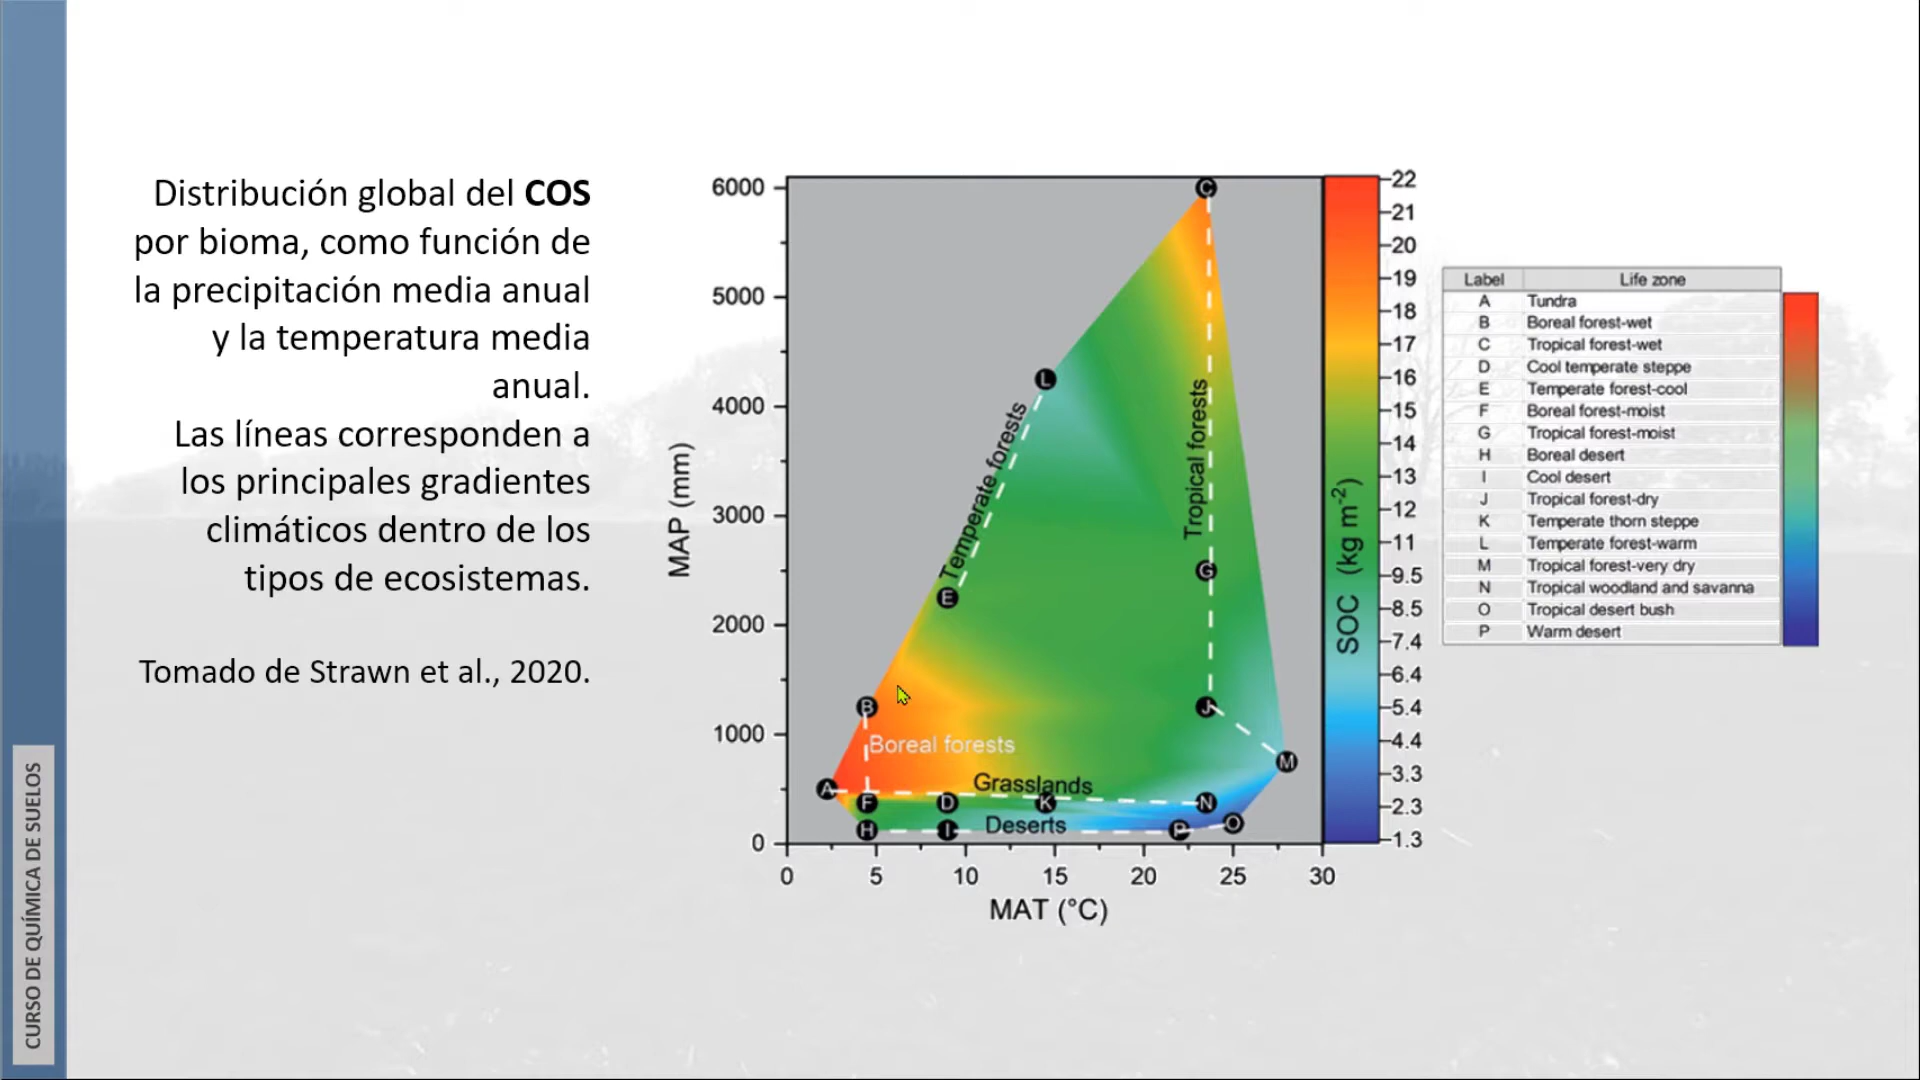 Distribución global del COS
por bioma, como función de
la precipitación media anual
y la temperatura media
anual.
Las líneas corresponden a
los principales gradientes
climáticos dentro de los
tipos de ecosistemas.
Tomado de Strawn et al., 2020.
CURSO DE QUÍMICA DE SUELOS
MAP (mm)
6000
5000
4000
3000
2000
1000
0
0 5 10 15 20 25 30
MAT (°C)
C
L
Temperate forests
Tropical forests
G
E
B
J
Boreal forests
M
A
Grasslands
F D K N
H I Deserts P O
SOC (kg m-2)
22
21
20
19
18
17
16
15
14
13
12
11
9.5
8.5
7.4
6.4
5.4
4.4
3.3
2.3
1.3
Label Life zone
A Tundra
B Boreal forest-wet
C Tropical forest-wet
D Cool temperate steppe
E Temperate forest-cool
F Boreal forest-moist
G Tropical forest-moist
H Boreal desert
I Cool desert
J Tropical forest-dry
K Temperate thorn steppe
L Temperate forest-warm
M Tropical forest-very dry
N Tropical woodland and savanna
O Tropical desert bush
P Warm desert